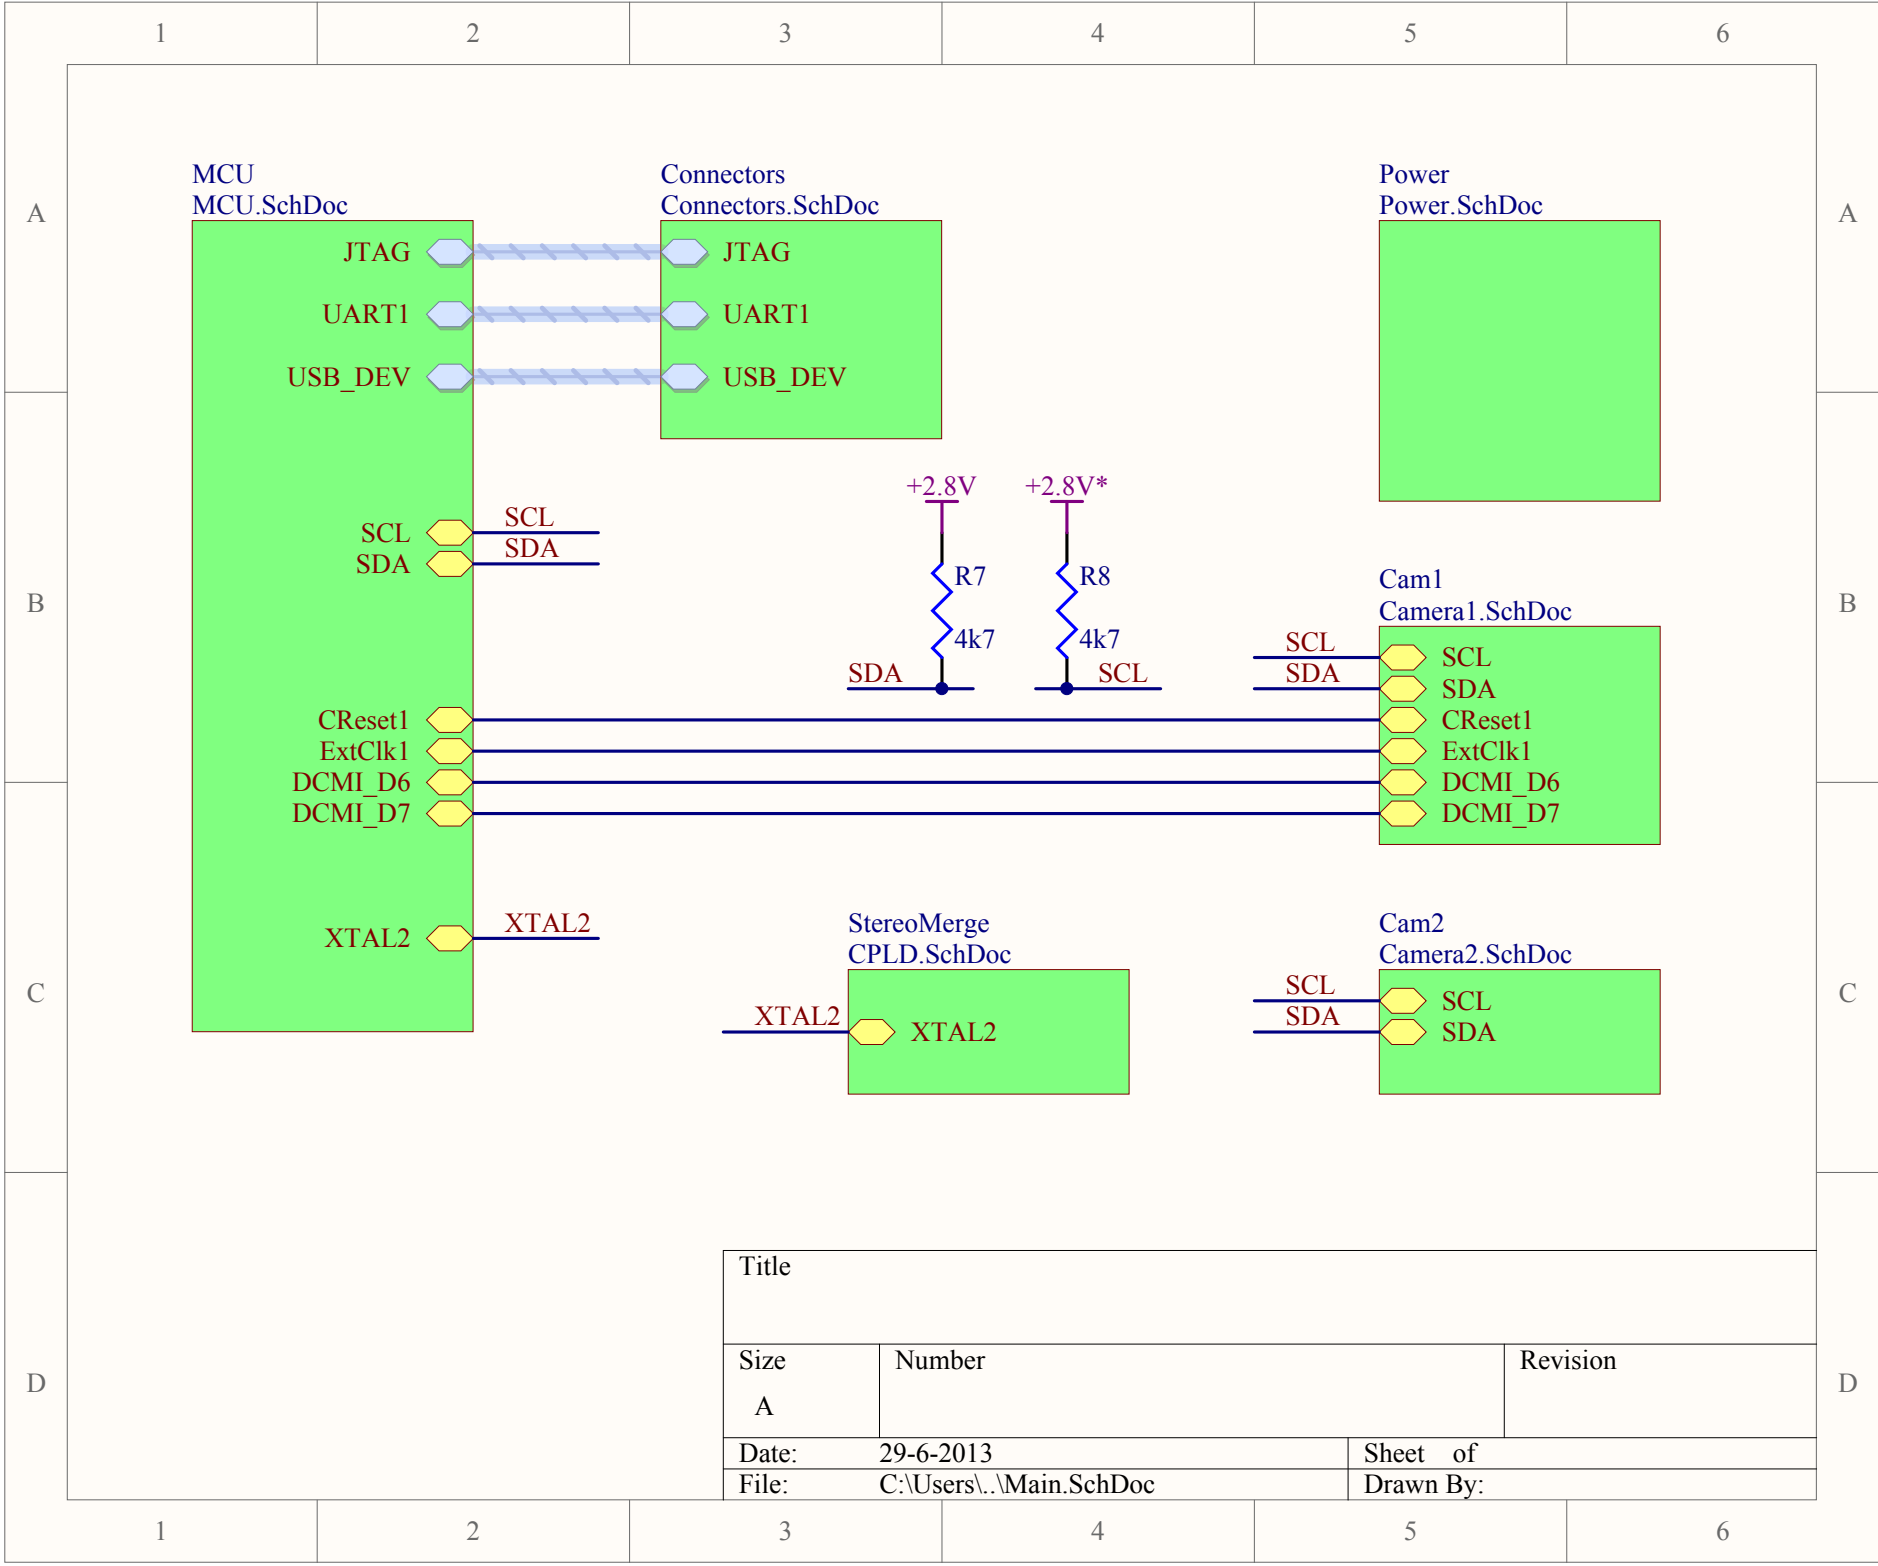 1 2 3 4 5 6
A A
MCU
MCU.SchDoc
JTAG
UART1
USB_DEV
SCL SCL
SDA SDA
CReset1
ExtClk1
DCMI_D6
DCMI_D7
XTAL2 XTAL2
Connectors
Connectors.SchDoc
JTAG
UART1
USB_DEV
Power
Power.SchDoc
+2.8V +2.8V*
R7 R8
4k7 4k7
SDA SCL
B B
Cam1
Camera1.SchDoc
SCL SCL
SDA SDA
CReset1
ExtClk1
DCMI_D6
DCMI_D7
StereoMerge
CPLD.SchDoc
XTAL2 XTAL2
Cam2
Camera2.SchDoc
SCL SCL
SDA SDA
C C
Title
Size Number Revision
A
D D
Date: 29-6-2013 Sheet of
File: C:\Users\..\Main.SchDoc Drawn By:
1 2 3 4 5 6